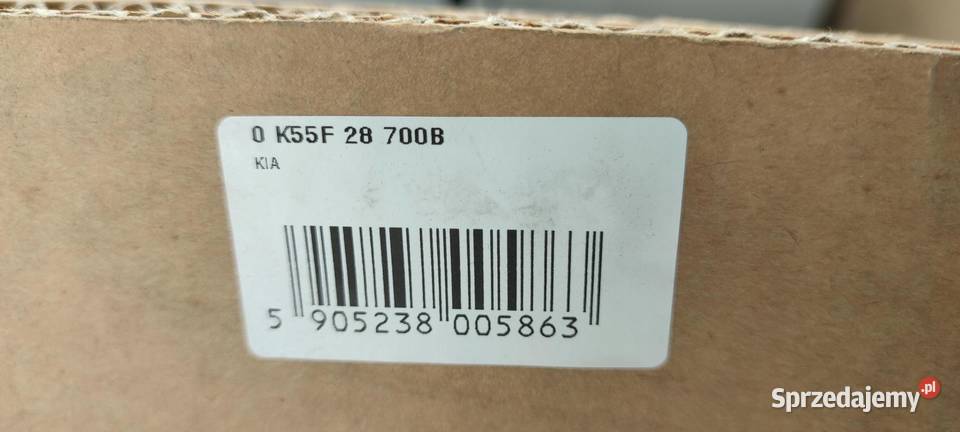 0 K55F 28 700B
KIA
5 905238 005863
Sprzedajemy.pl